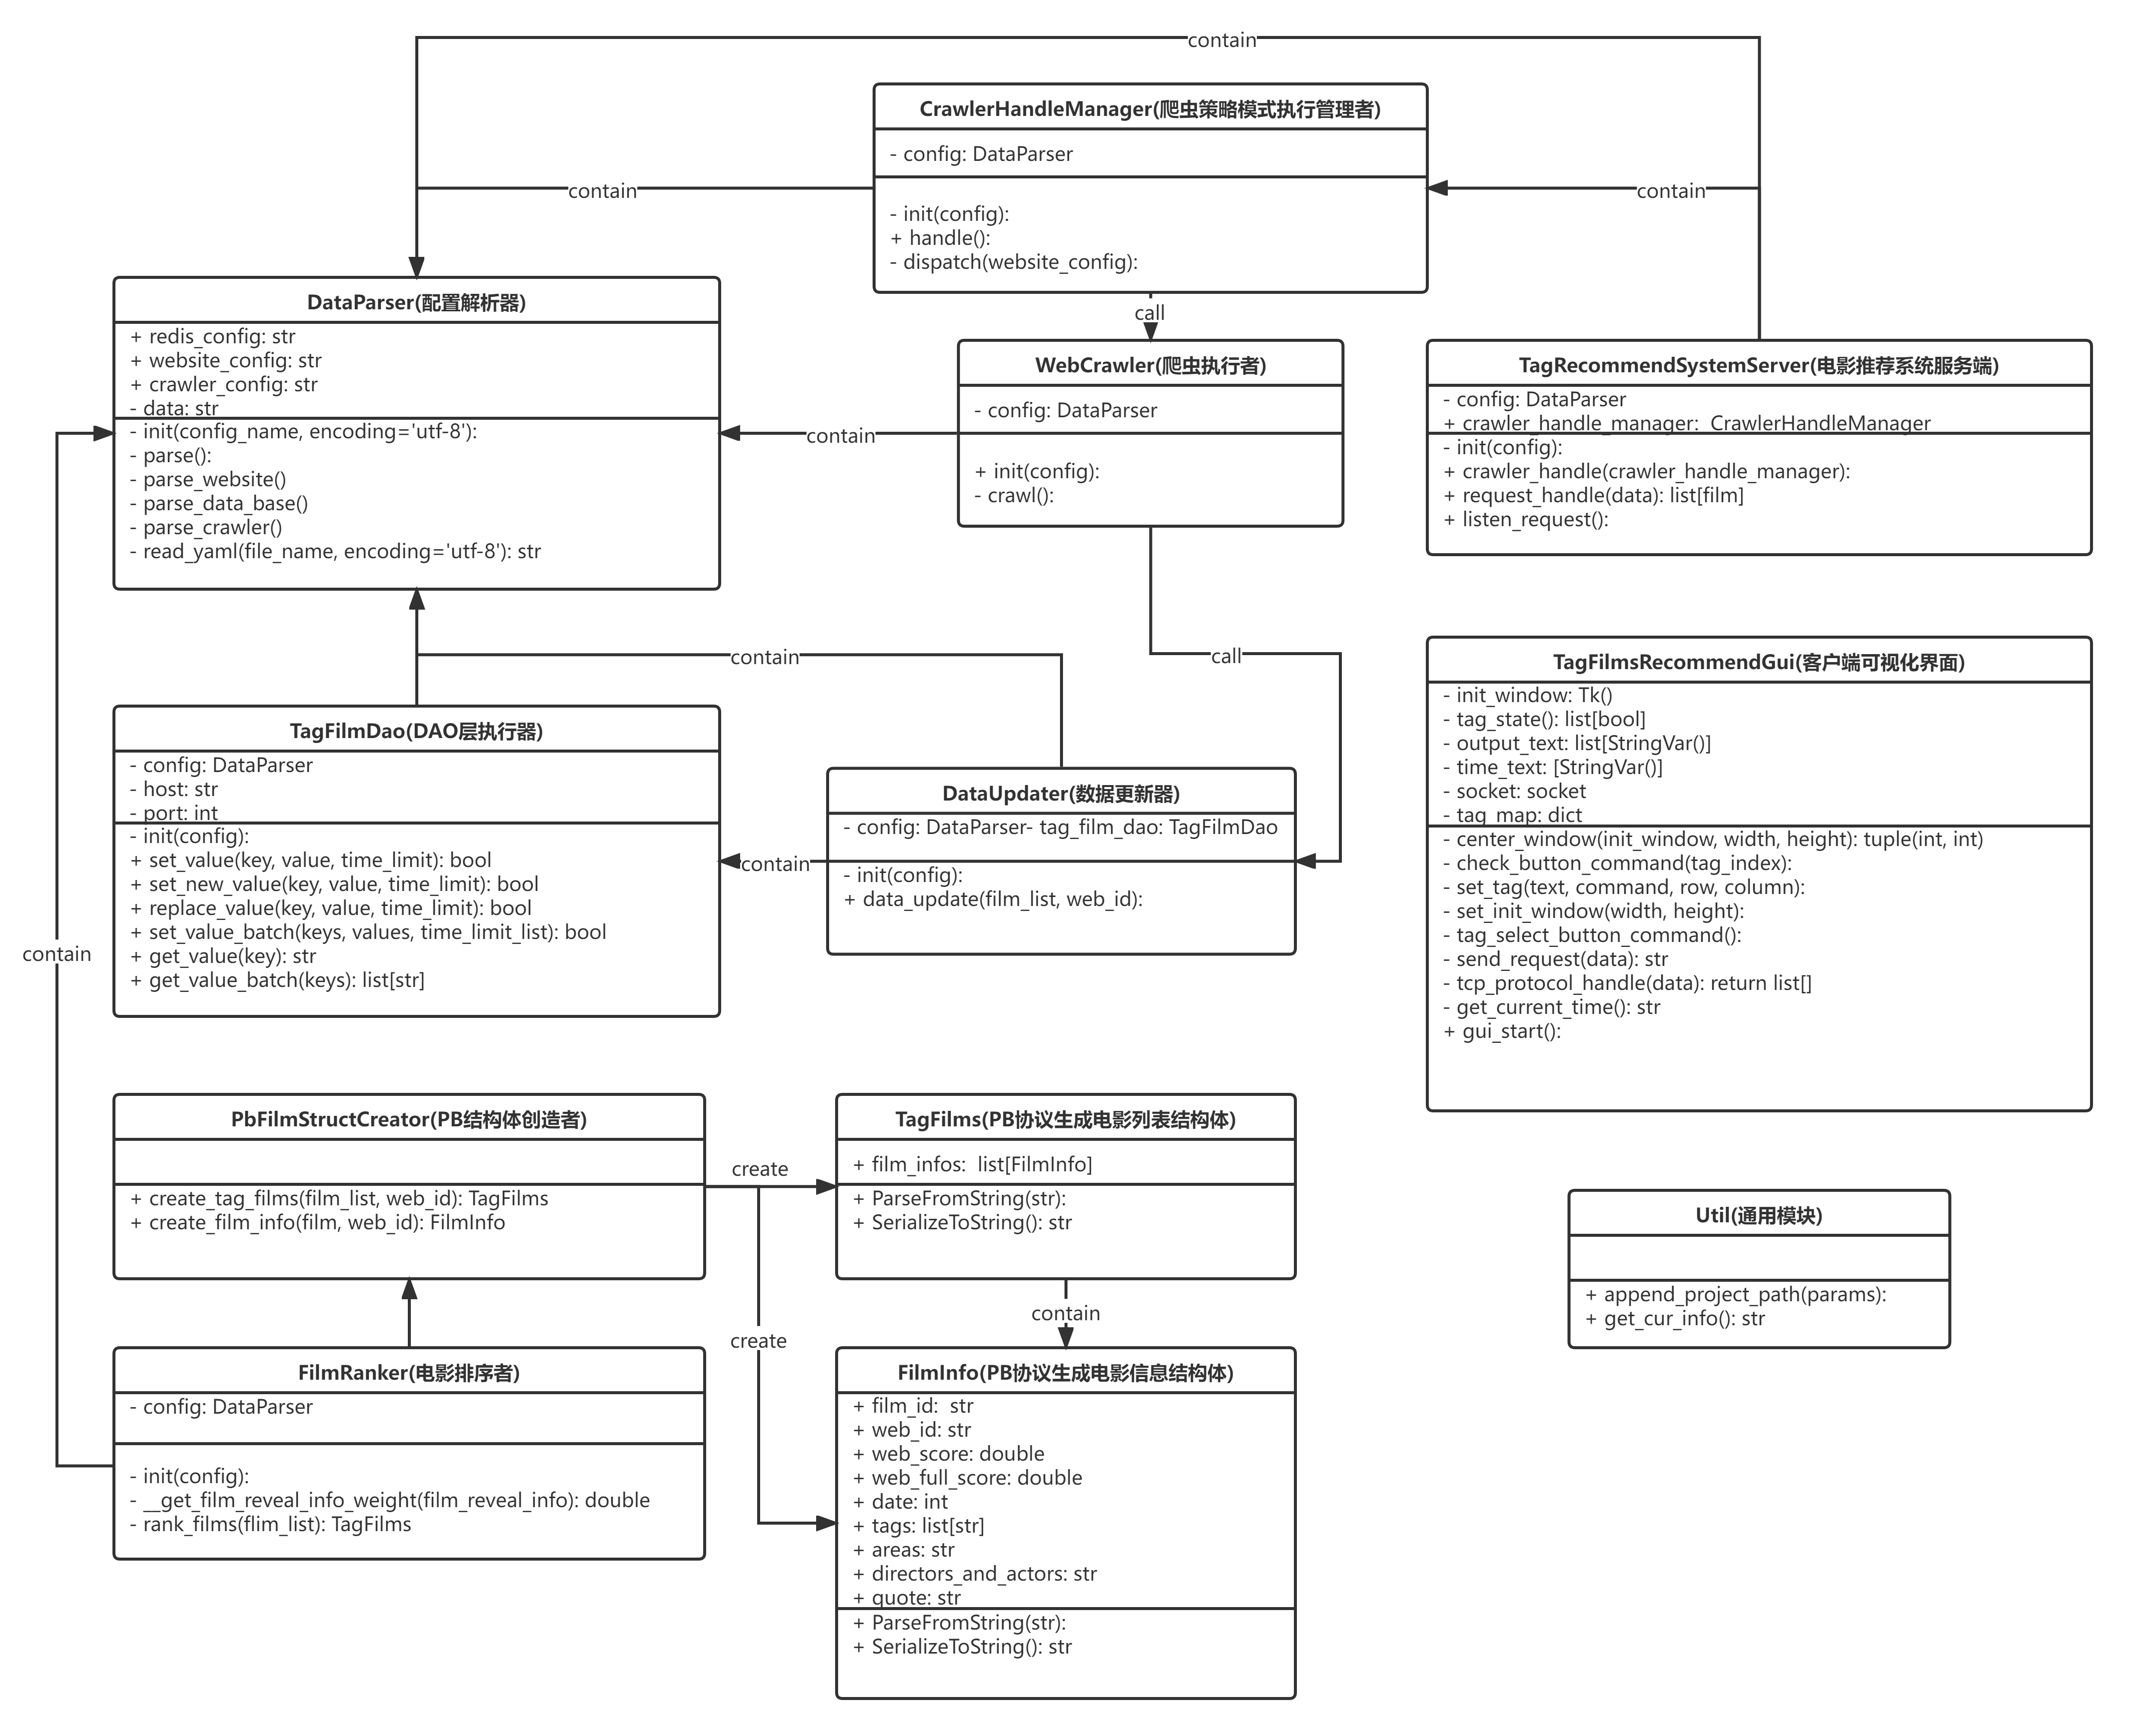 contain
CrawlerHandleManager(爬虫策略模式执行管理者)
- config: DataParser
- init(config):
+ handle():
- dispatch(website_config):
contain
contain
call
DataParser(配置解析器)
+ redis_config: str
+ website_config: str
+ crawler_config: str
- data: str
- init(config_name, encoding='utf-8'):
- parse():
- parse_website()
- parse_data_base()
- parse_crawler()
- read_yaml(file_name, encoding='utf-8'): str
contain
WebCrawler(爬虫执行者)
- config: DataParser
+ init(config):
- crawl():
TagRecommendSystemServer(电影推荐系统服务端)
- config: DataParser
+ crawler_handle_manager:  CrawlerHandleManager
- init(config):
+ crawler_handle(crawler_handle_manager):
+ request_handle(data): list[film]
+ listen_request():
contain
call
TagFilmsRecommendGui(客户端可视化界面)
- init_window: Tk()
- tag_state(): list[bool]
- output_text: list[StringVar()]
- time_text: [StringVar()]
- socket: socket
- tag_map: dict
- center_window(init_window, width, height): tuple(int, int)
- check_button_command(tag_index):
- set_tag(text, command, row, column):
- set_init_window(width, height):
- tag_select_button_command():
- send_request(data): str
- tcp_protocol_handle(data): return list[]
- get_current_time(): str
+ gui_start():
TagFilmDao(DAO层执行器)
- config: DataParser
- host: str
- port: int
- init(config):
+ set_value(key, value, time_limit): bool
+ set_new_value(key, value, time_limit): bool
+ replace_value(key, value, time_limit): bool
+ set_value_batch(keys, values, time_limit_list): bool
+ get_value(key): str
+ get_value_batch(keys): list[str]
contain
DataUpdater(数据更新器)
- config: DataParser- tag_film_dao: TagFilmDao
- init(config):
+ data_update(film_list, web_id):
contain
PbFilmStructCreator(PB结构体创造者)
+ create_tag_films(film_list, web_id): TagFilms
+ create_film_info(film, web_id): FilmInfo
create
TagFilms(PB协议生成电影列表结构体)
+ film_infos:  list[FilmInfo]
+ ParseFromString(str):
+ SerializeToString(): str
Util(通用模块)
+ append_project_path(params):
+ get_cur_info(): str
contain
create
FilmRanker(电影排序者)
- config: DataParser
- init(config):
- __get_film_reveal_info_weight(film_reveal_info): double
- rank_films(flim_list): TagFilms
FilmInfo(PB协议生成电影信息结构体)
+ film_id:  str
+ web_id: str
+ web_score: double
+ web_full_score: double
+ date: int
+ tags: list[str]
+ areas: str
+ directors_and_actors: str
+ quote: str
+ ParseFromString(str):
+ SerializeToString(): str